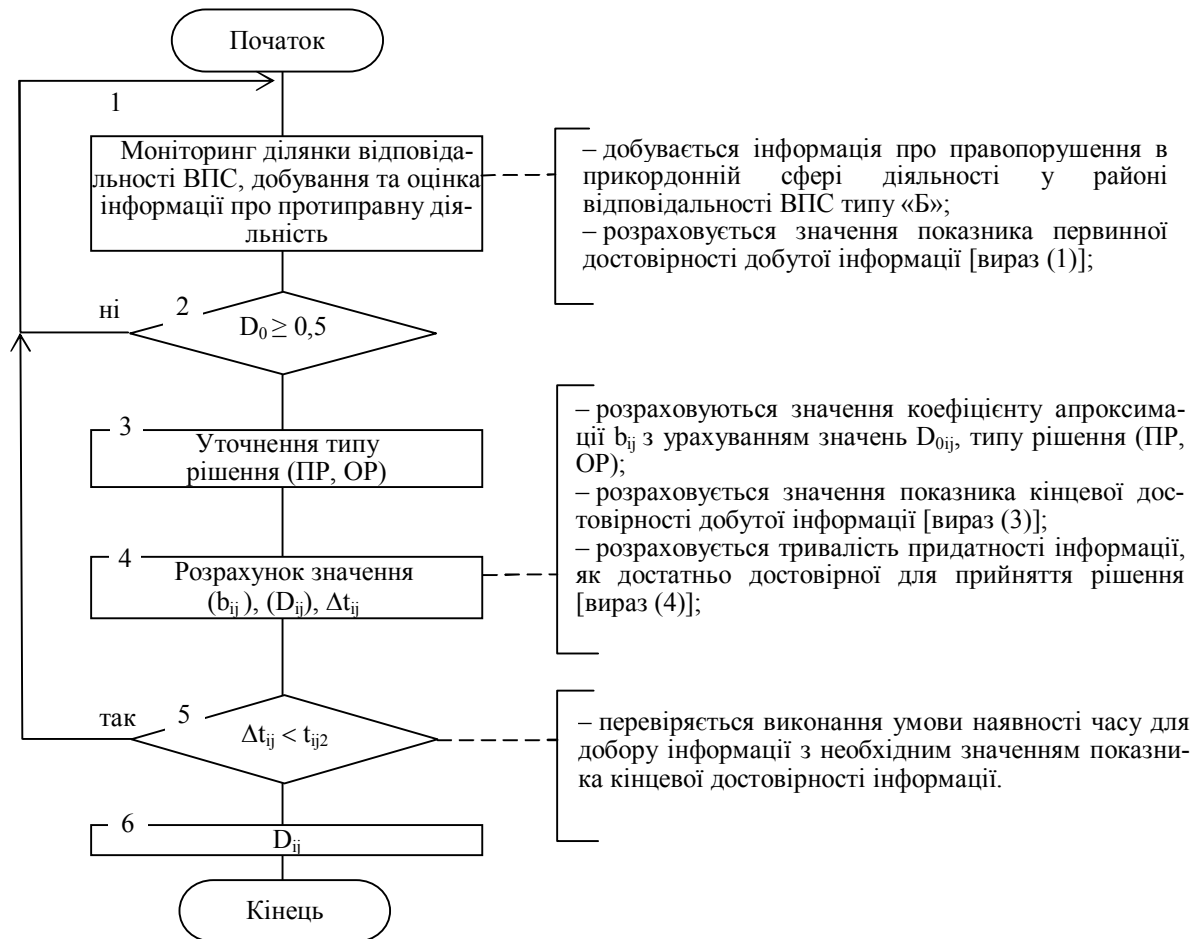 Початок
1
Моніторинг ділянки відповіда-
льності ВПС, добування та оцінка
інформації про протиправну дія-
льність
– добувається інформація про правопорушення в
прикордонній сфері діяльності у районі
відповідальності ВПС типу «Б»;
– розраховується значення показника первинної
достовірності добутої інформації [вираз (1)];
ні
2
D₀ ≥ 0,5
3
Уточнення типу
рішення (ПР, ОР)
4
Розрахунок значення
(bᵢⱼ ), (Dᵢⱼ), Δtᵢⱼ
– розраховуються значення коефіцієнту апроксима-
ції bᵢⱼ з урахуванням значень D₀ᵢⱼ, типу рішення (ПР,
ОР);
– розраховується значення показника кінцевої дос-
товірності добутої інформації [вираз (3)];
– розраховується тривалість придатності інформації,
як достатньо достовірної для прийняття рішення
[вираз (4)];
так
5
Δtᵢⱼ < tᵢⱼ₂
– перевіряється виконання умови наявності часу для
добору інформації з необхідним значенням показни-
ка кінцевої достовірності інформації.
6
Dᵢⱼ
Кінець